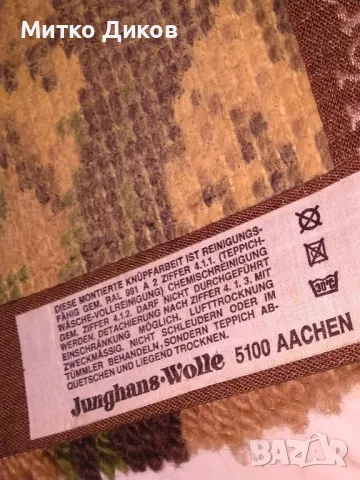 Митко Диков
DIESE MONTIERTE KNÜPFARBEIT IST REINIGUNGS-
FÄHIG GEM. RAL 991 A 2 ZIFFER 4.1.1. (TEPPICH-
WÄSCHE-VOLLREINIGUNG) CHEMISCHREINIGUNG
GEM. ZIFFER 4.1.2. DARF NICHT DURCHGEFÜHRT
WERDEN. DETACHIERUNG NACH ZIFFER 4.1.3. MIT
EINSCHRÄNKUNG MÖGLICH. LUFTTROCKNUNG
ZWECKMÄSSIG. NICHT SCHLEUDERN ODER IM
TÜMMLER BEHANDELN, SONDERN TEPPICH AB-
QUETSCHEN UND LIEGEND TROCKNEN.
Junghans-Wolle 5100 AACHEN
BAZAR